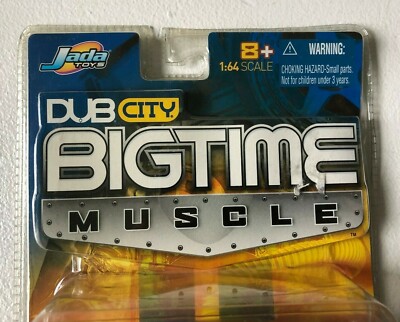 Jada
TOYS
8+
1:64 SCALE
WARNING:
CHOKING HAZARD-Small parts.
Not for children under 3 years.
DUB CITY
BIGTIME
MUSCLE
TM